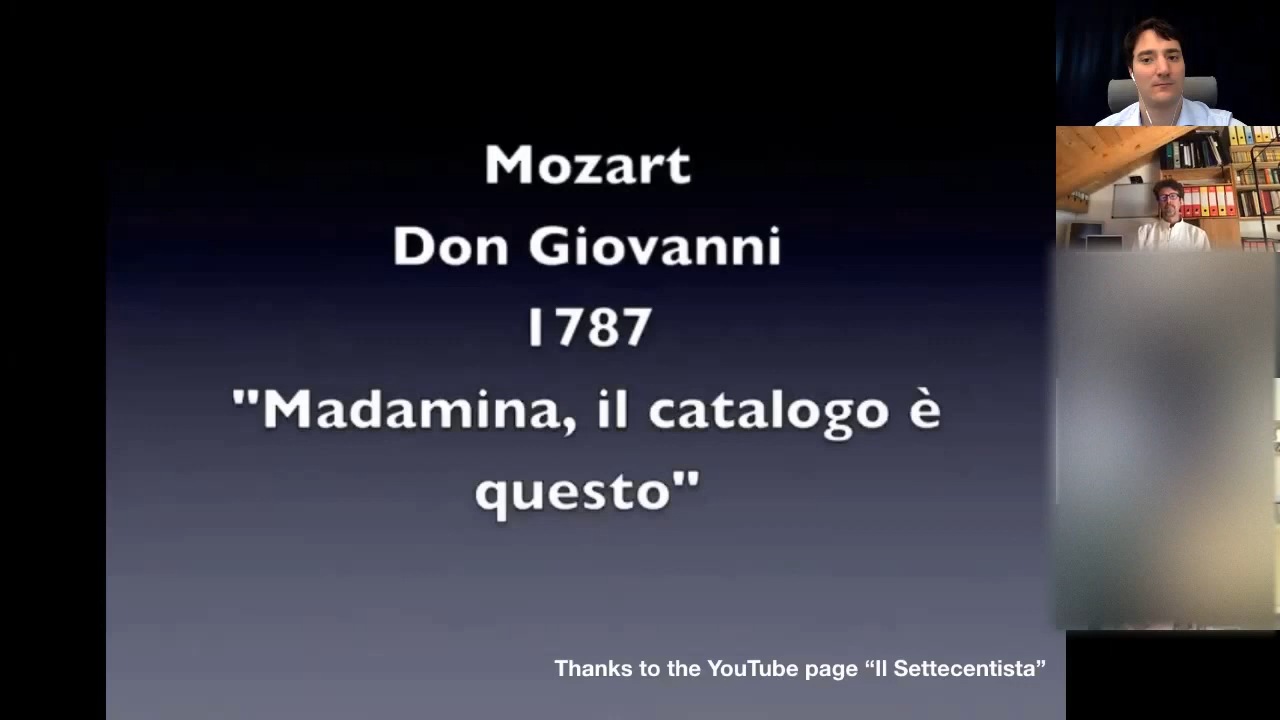 Mozart
Don Giovanni
1787
"Madamina, il catalogo è
questo"
Thanks to the YouTube page “Il Settecentista”